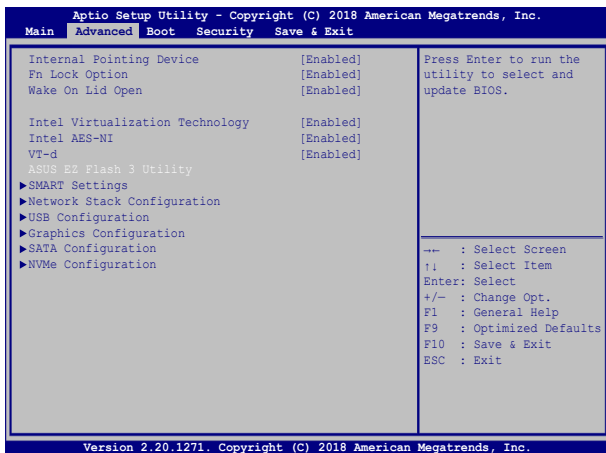 Aptio Setup Utility - Copyright (C) 2018 American Megatrends, Inc.
Main Advanced Boot Security Save & Exit
Internal Pointing Device [Enabled]
Fn Lock Option [Enabled]
Wake On Lid Open [Enabled]
Intel Virtualization Technology [Enabled]
Intel AES-NI [Enabled]
VT-d [Enabled]
ASUS EZ Flash 3 Utility
▶SMART Settings
▶Network Stack Configuration
▶USB Configuration
▶Graphics Configuration
▶SATA Configuration
▶NVMe Configuration
Press Enter to run the
utility to select and
update BIOS.
→← : Select Screen
↑↓ : Select Item
Enter: Select
+/— : Change Opt.
F1 : General Help
F9 : Optimized Defaults
F10 : Save & Exit
ESC : Exit
Version 2.20.1271. Copyright (C) 2018 American Megatrends, Inc.